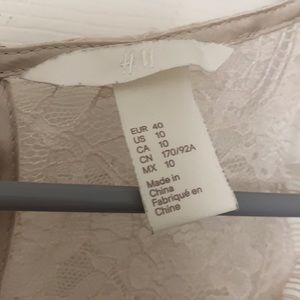 H M
EUR 40
US 10
CA 10
CN 170/92A
MX 10
Made in
China
Fabriqué en
Chine